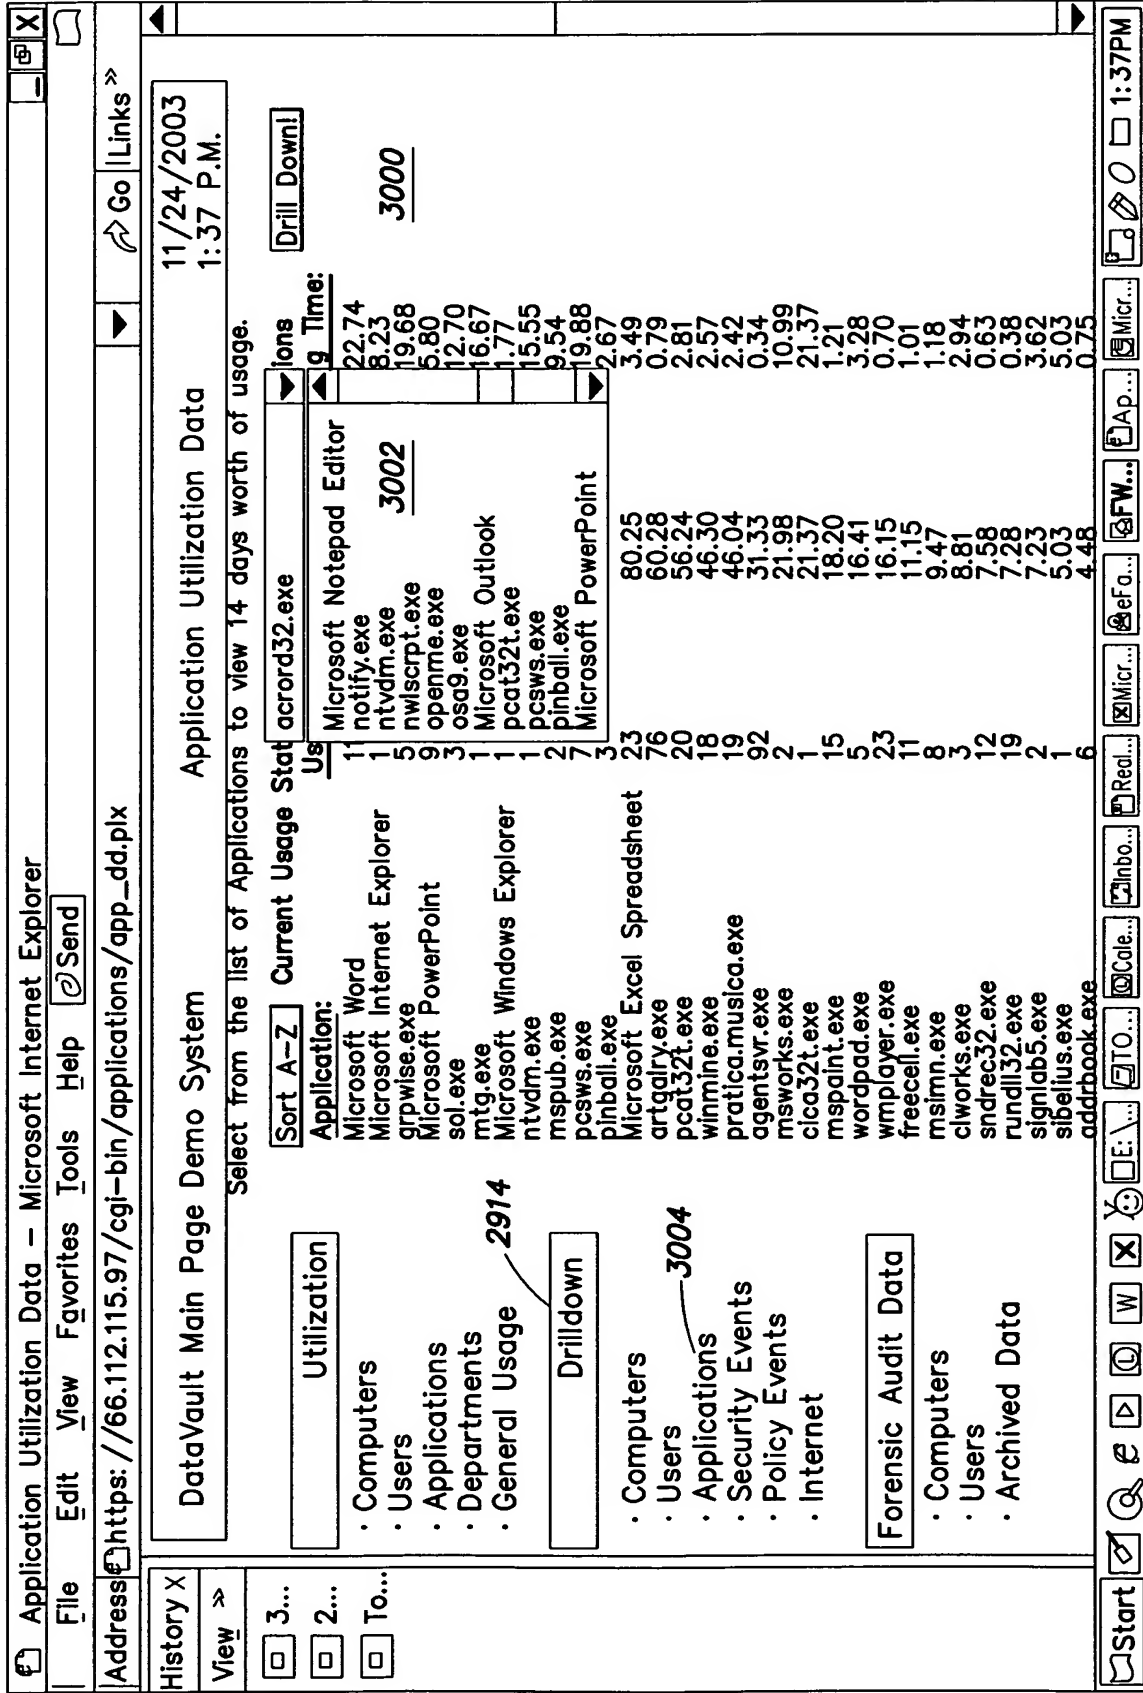 Application Utilization Data – Microsoft Internet Explorer
File Edit View Favorites Tools Help Send
Address https://66.112.115.97/cgi-bin/applications/app_dd.plx Go Links »
History X
View »
3...
2...
To...
DataVault Main Page Demo System Application Utilization Data 11/24/2003
1:37 P.M.
Select from the list of Applications to view 14 days worth of usage.
Utilization
· Computers
· Users
· Applications
· Departments
· General Usage
2914
Drilldown
· Computers
· Users
· Applications
3004
· Security Events
· Policy Events
· Internet
Forensic Audit Data
· Computers
· Users
· Archived Data
Sort A-Z Current Usage Stat acrord32.exe ions Drill Down!
Application: Us g Time:
Microsoft Word 11 22.74
Microsoft Internet Explorer 1 8.23
grpwise.exe 5 19.68
Microsoft PowerPoint 9 5.80
sol.exe 3 12.70
mtg.exe 1 16.67
Microsoft Windows Explorer 1 1.77
ntvdm.exe 1 15.55
mspub.exe 2 9.54
pcsws.exe 7 19.88
pinball.exe 3 2.67
Microsoft Excel Spreadsheet 23 80.25 3.49
artgalry.exe 76 60.28 0.79
pcat32t.exe 20 56.24 2.81
winmine.exe 18 46.30 2.57
pratica.musica.exe 19 46.04 2.42
agentsvr.exe 92 31.33 0.34
msworks.exe 2 21.98 10.99
cica32t.exe 1 21.37 21.37
mspaint.exe 15 18.20 1.21
wordpad.exe 5 16.41 3.28
wmplayer.exe 23 16.15 0.70
freecell.exe 11 11.15 1.01
msimn.exe 8 9.47 1.18
clworks.exe 3 8.81 2.94
sndrec32.exe 12 7.58 0.63
rundll32.exe 19 7.28 0.38
signlab5.exe 2 7.23 3.62
sibelius.exe 1 5.03 5.03
addrbook.exe 6 4.48 0.75
Microsoft Notepad Editor
notify.exe
ntvdm.exe
3002
nwlscrpt.exe
openme.exe
osa9.exe
Microsoft Outlook
pcat32t.exe
pcsws.exe
pinball.exe
Microsoft PowerPoint
3000
Start W X E:\... TO... Cale... Inbo... Real... Micr... eFa... FW... Ap... Micr... 1:37PM